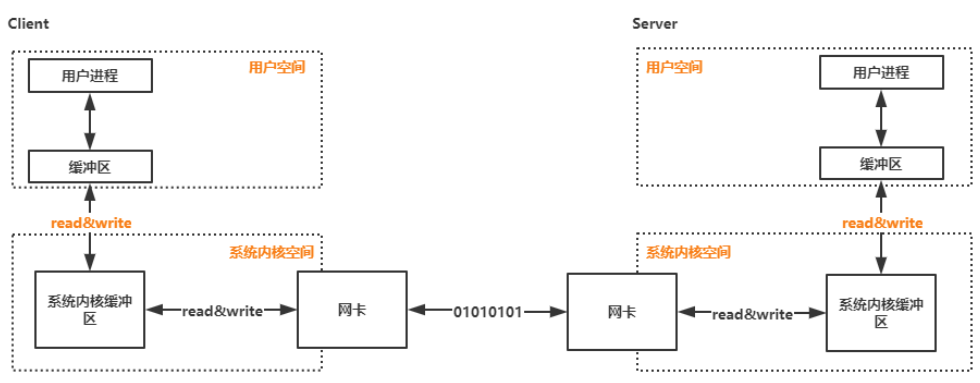 Client
Server
用户空间
用户进程
缓冲区
用户空间
用户进程
缓冲区
read&write
read&write
系统内核空间
系统内核空间
系统内核缓冲
区
read&write
网卡
01010101
网卡
read&write
系统内核缓冲
区